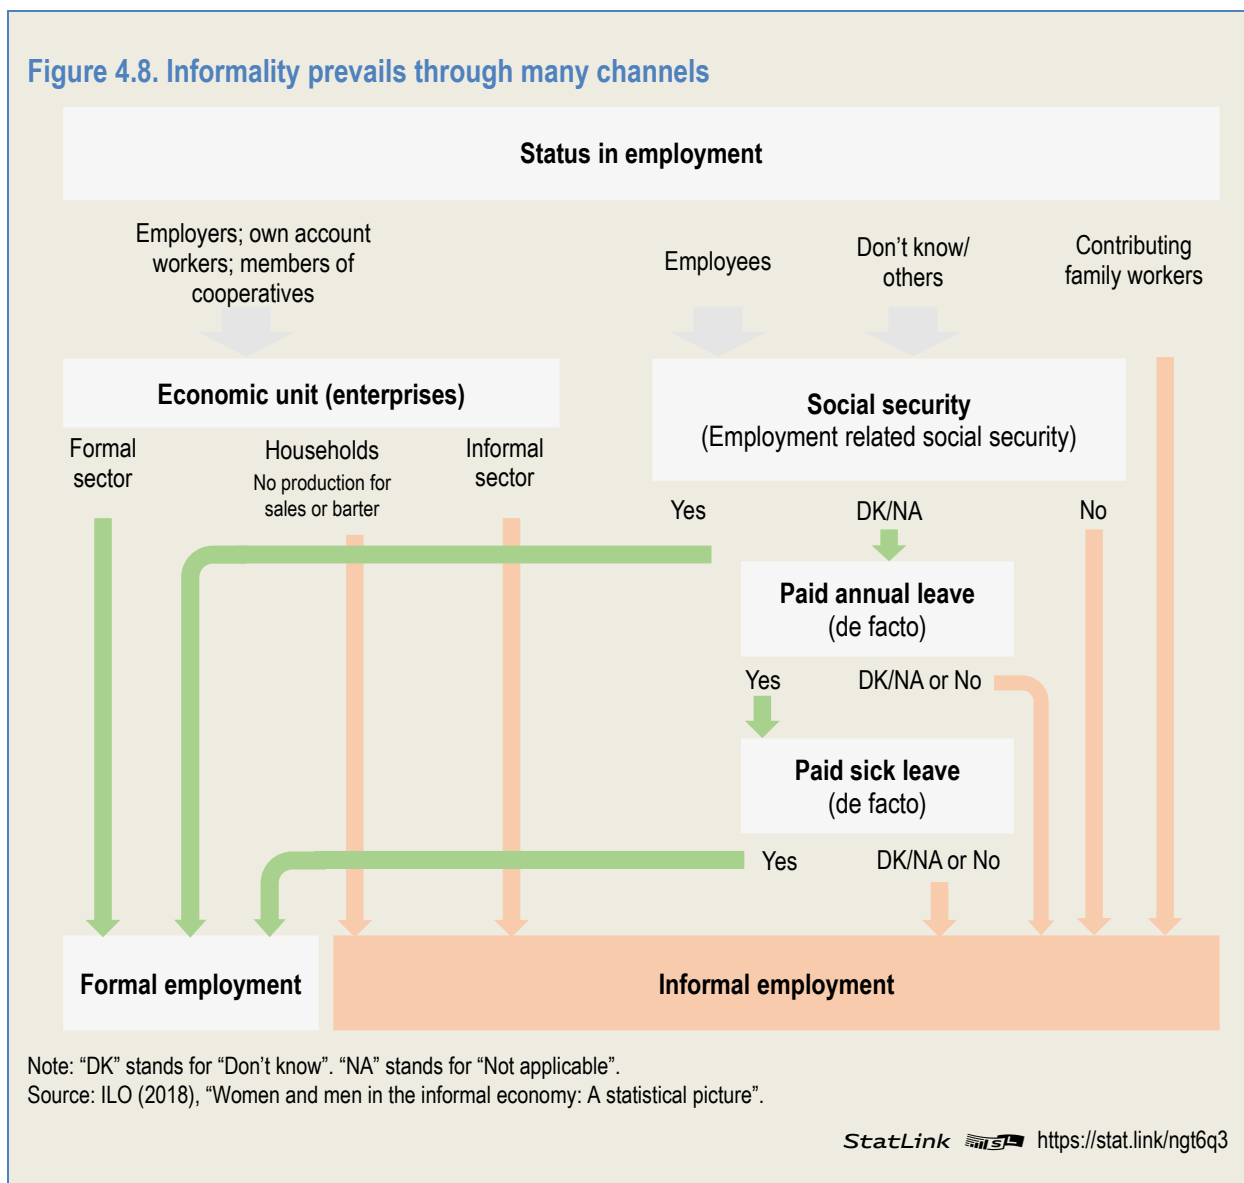 Figure 4.8. Informality prevails through many channels
Status in employment
Employers; own account
workers; members of
cooperatives
Employees
Don’t know/
others
Contributing
family workers
Economic unit (enterprises)
Formal
sector
Households
No production for
sales or barter
Informal
sector
Social security
(Employment related social security)
Yes
DK/NA
No
Paid annual leave
(de facto)
Yes
DK/NA or No
Paid sick leave
(de facto)
Yes
DK/NA or No
Formal employment
Informal employment
Note: “DK” stands for “Don’t know”. “NA” stands for “Not applicable”.
Source: ILO (2018), “Women and men in the informal economy: A statistical picture”.
StatLink https://stat.link/ngt6q3